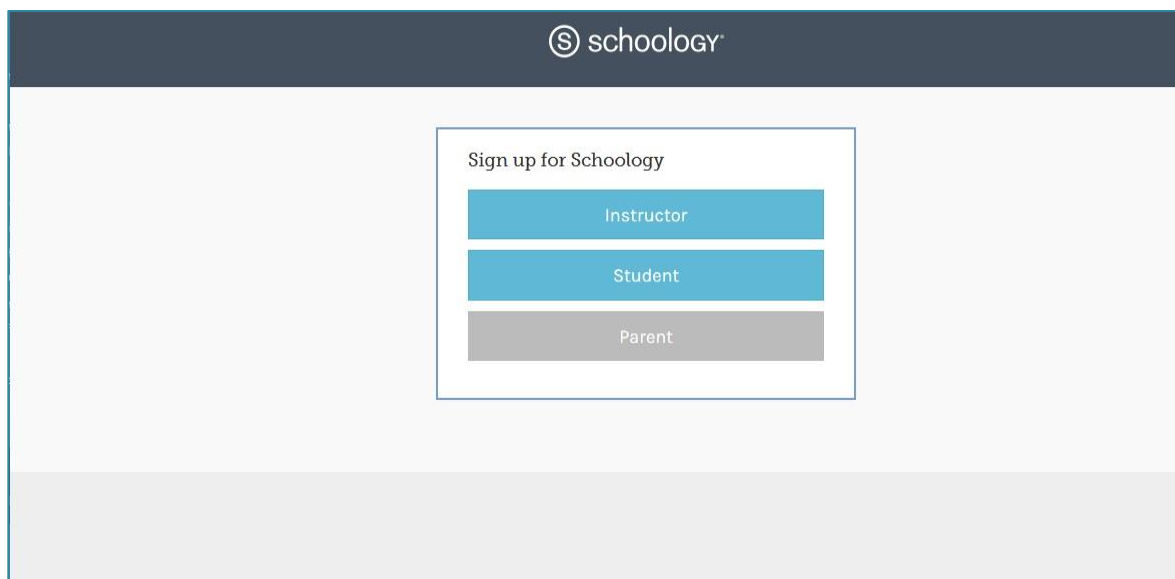 S schoology
Sign up for Schoology
Instructor
Student
Parent